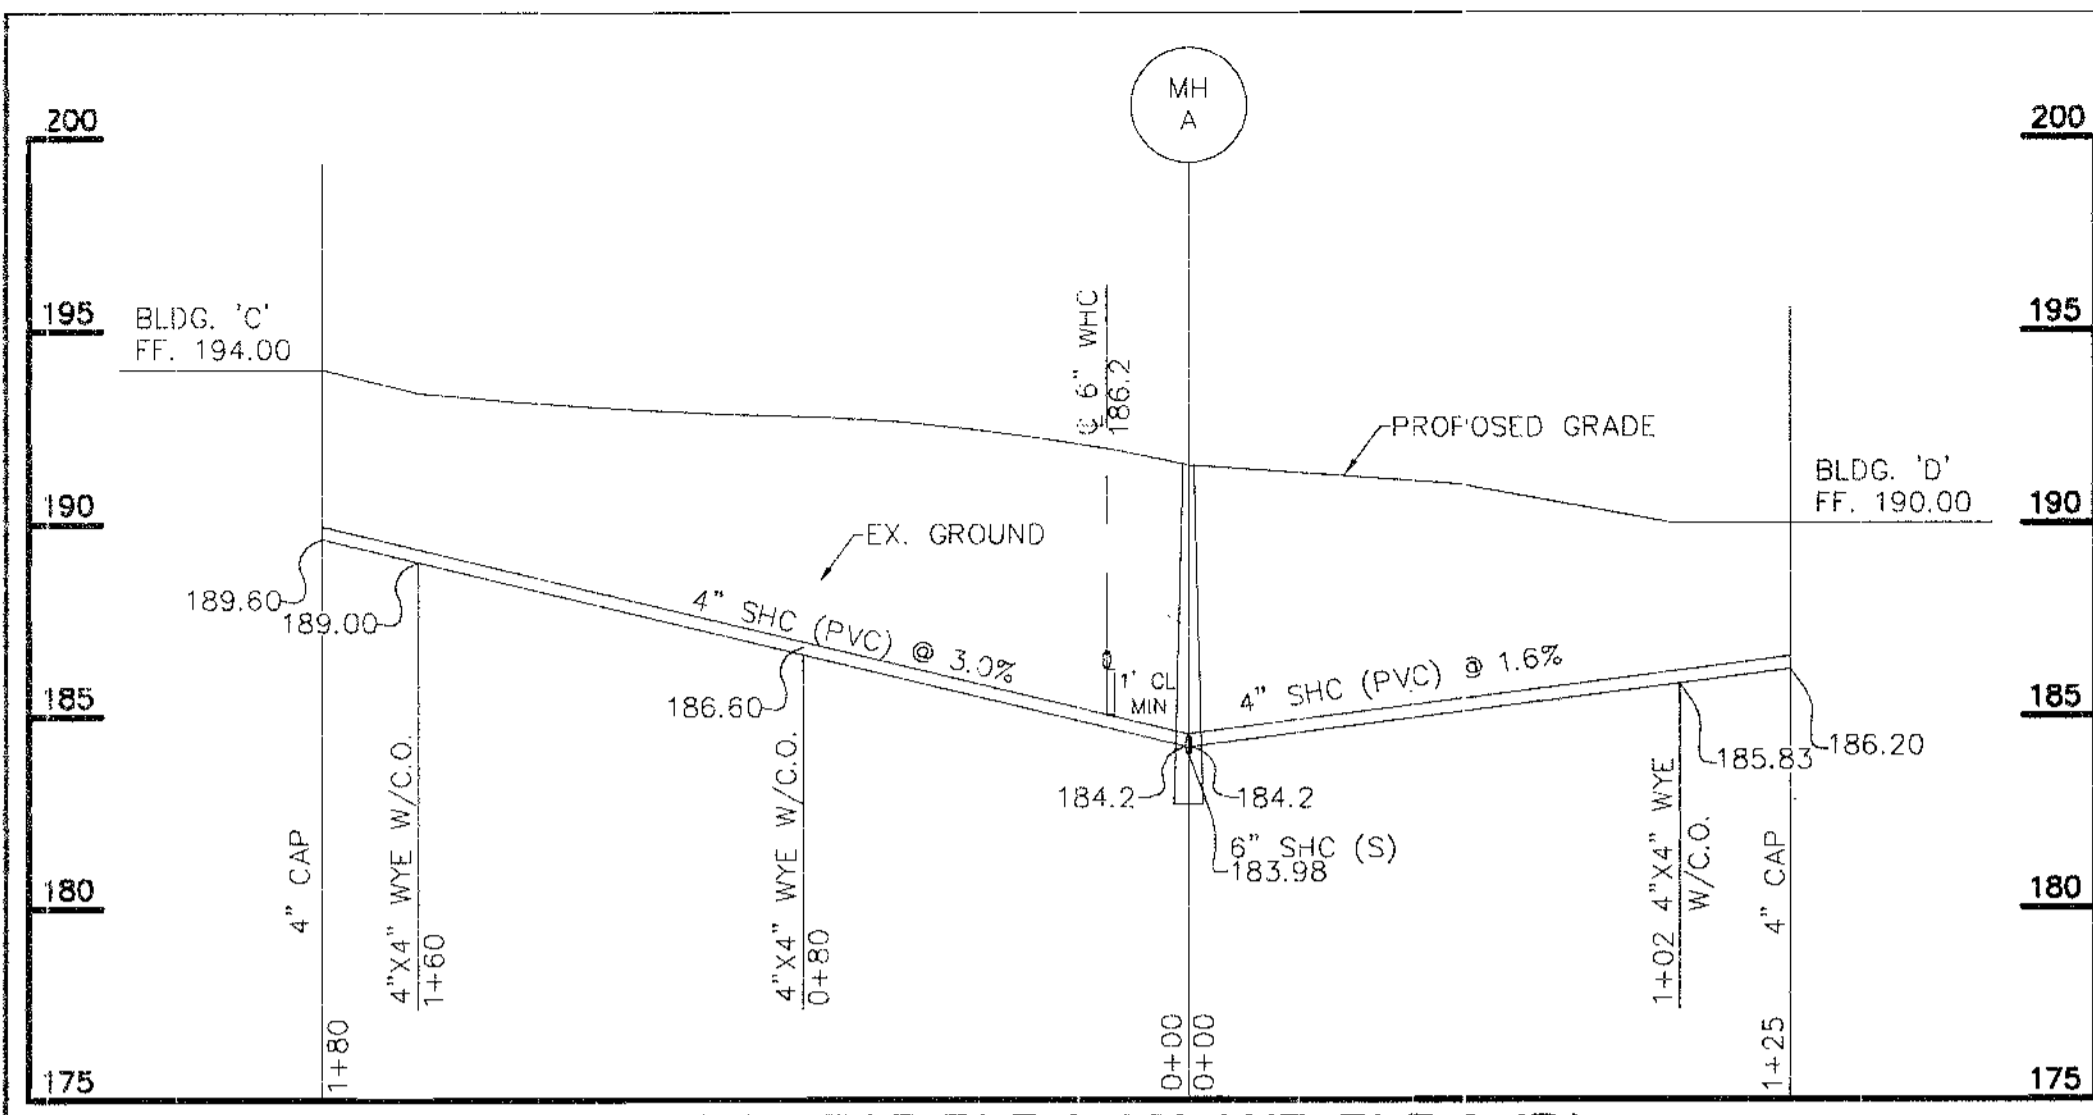 MH
A
200
200
195
195
BLDG. 'C'
FF. 194.00
℄ 6" WHC
186.2
PROPOSED GRADE
BLDG. 'D'
FF. 190.00
190
190
EX. GROUND
189.60
189.00
4" SHC (PVC) @ 3.0%
186.60
1' CL
MIN
4" SHC (PVC) @ 1.6%
185
185
184.2
184.2
185.83
186.20
6" SHC (S)
183.98
180
180
4" CAP
1+80
4"X4" WYE W/C.O.
1+60
4"X4" WYE W/C.O.
0+80
0+00
0+00
1+02 4"X4" WYE
W/C.O.
4" CAP
1+25
175
175